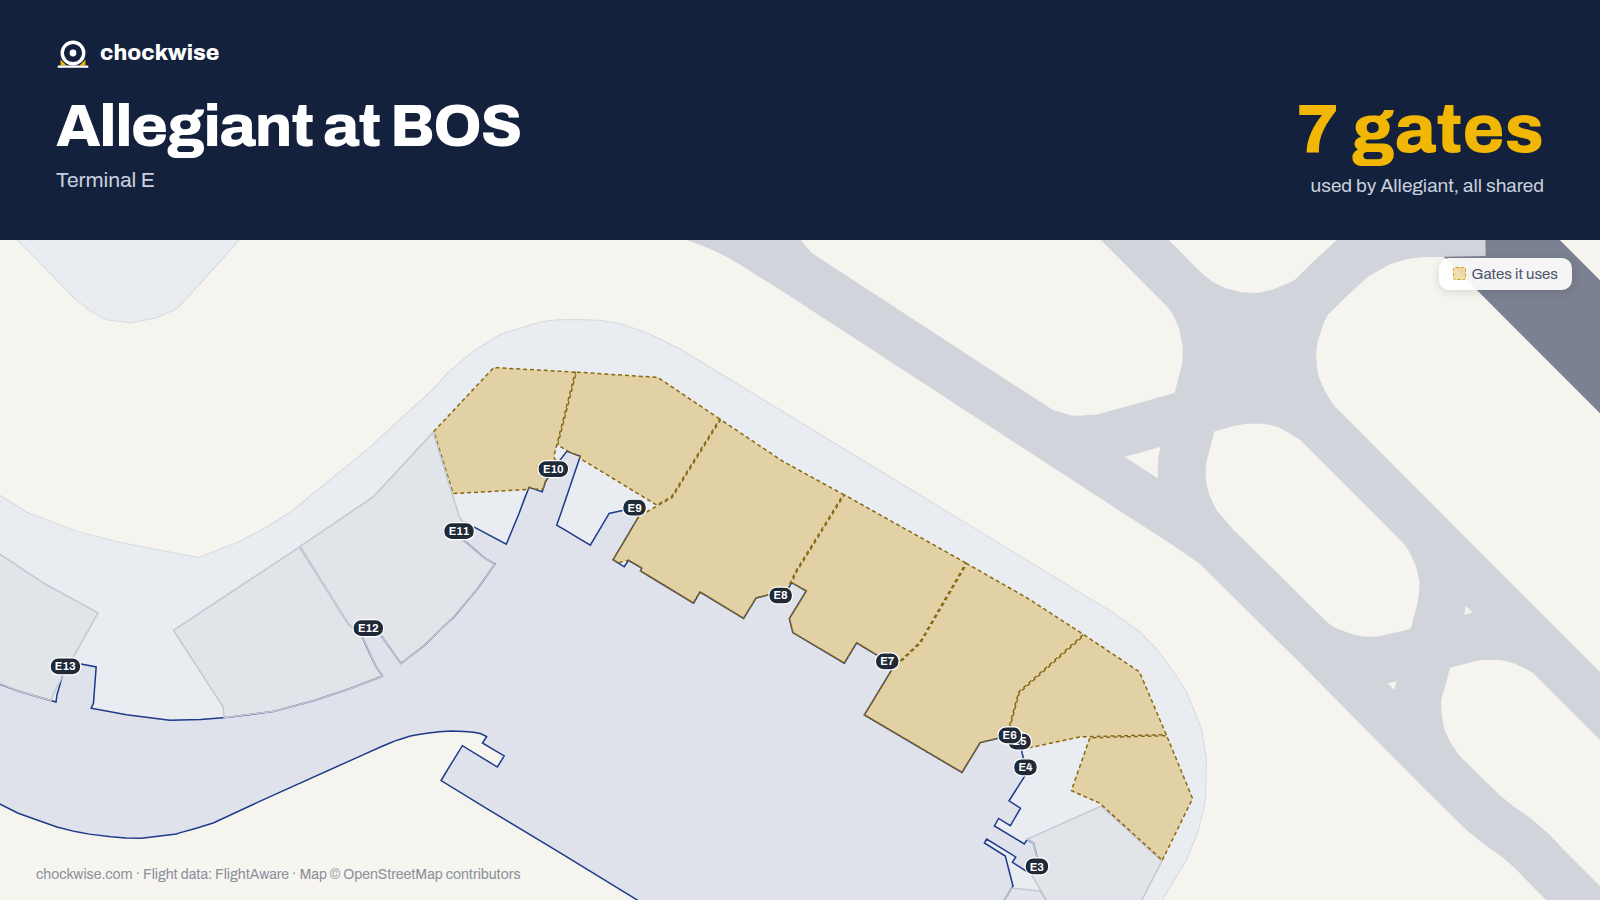 chockwise
Allegiant at BOS
Terminal E
7 gates
used by Allegiant, all shared
Gates it uses
E10
E9
E11
E8
E12
E7
E13
E6
E4
E3
chockwise.com · Flight data: FlightAware · Map © OpenStreetMap contributors